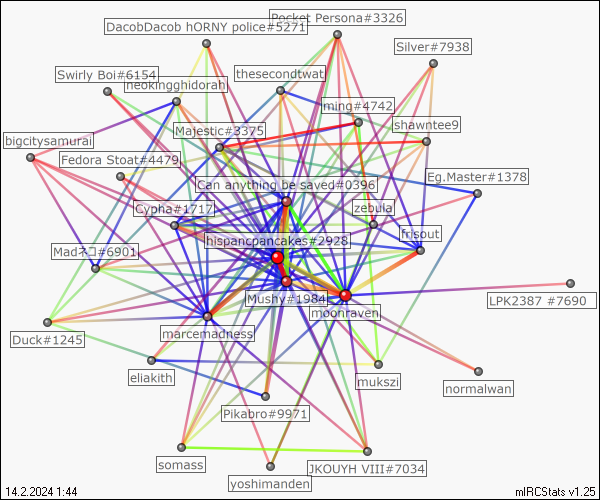 DacobDacob hORNY police#5271
Pocket Persona#3326
Silver#7938
Swirly Boi#6154
neokingghidorah
thesecondtwat
ming#4742
shawntee9
Majestic#3375
bigcitysamurai
Fedora Stoat#4479
Can anything be saved#0396
Eg.Master#1378
Cypha#1717
zebula
frisout
hispancpancakes#2928
Madネコ#6901
Mushy#1984
moonraven
LPK2387 #7690
marcemadness
Duck#1245
eliakith
mukszi
normalwan
Pikabro#9971
somass
yoshimanden
JKOUYH VIII#7034
14.2.2024 1:44
mIRCStats v1.25